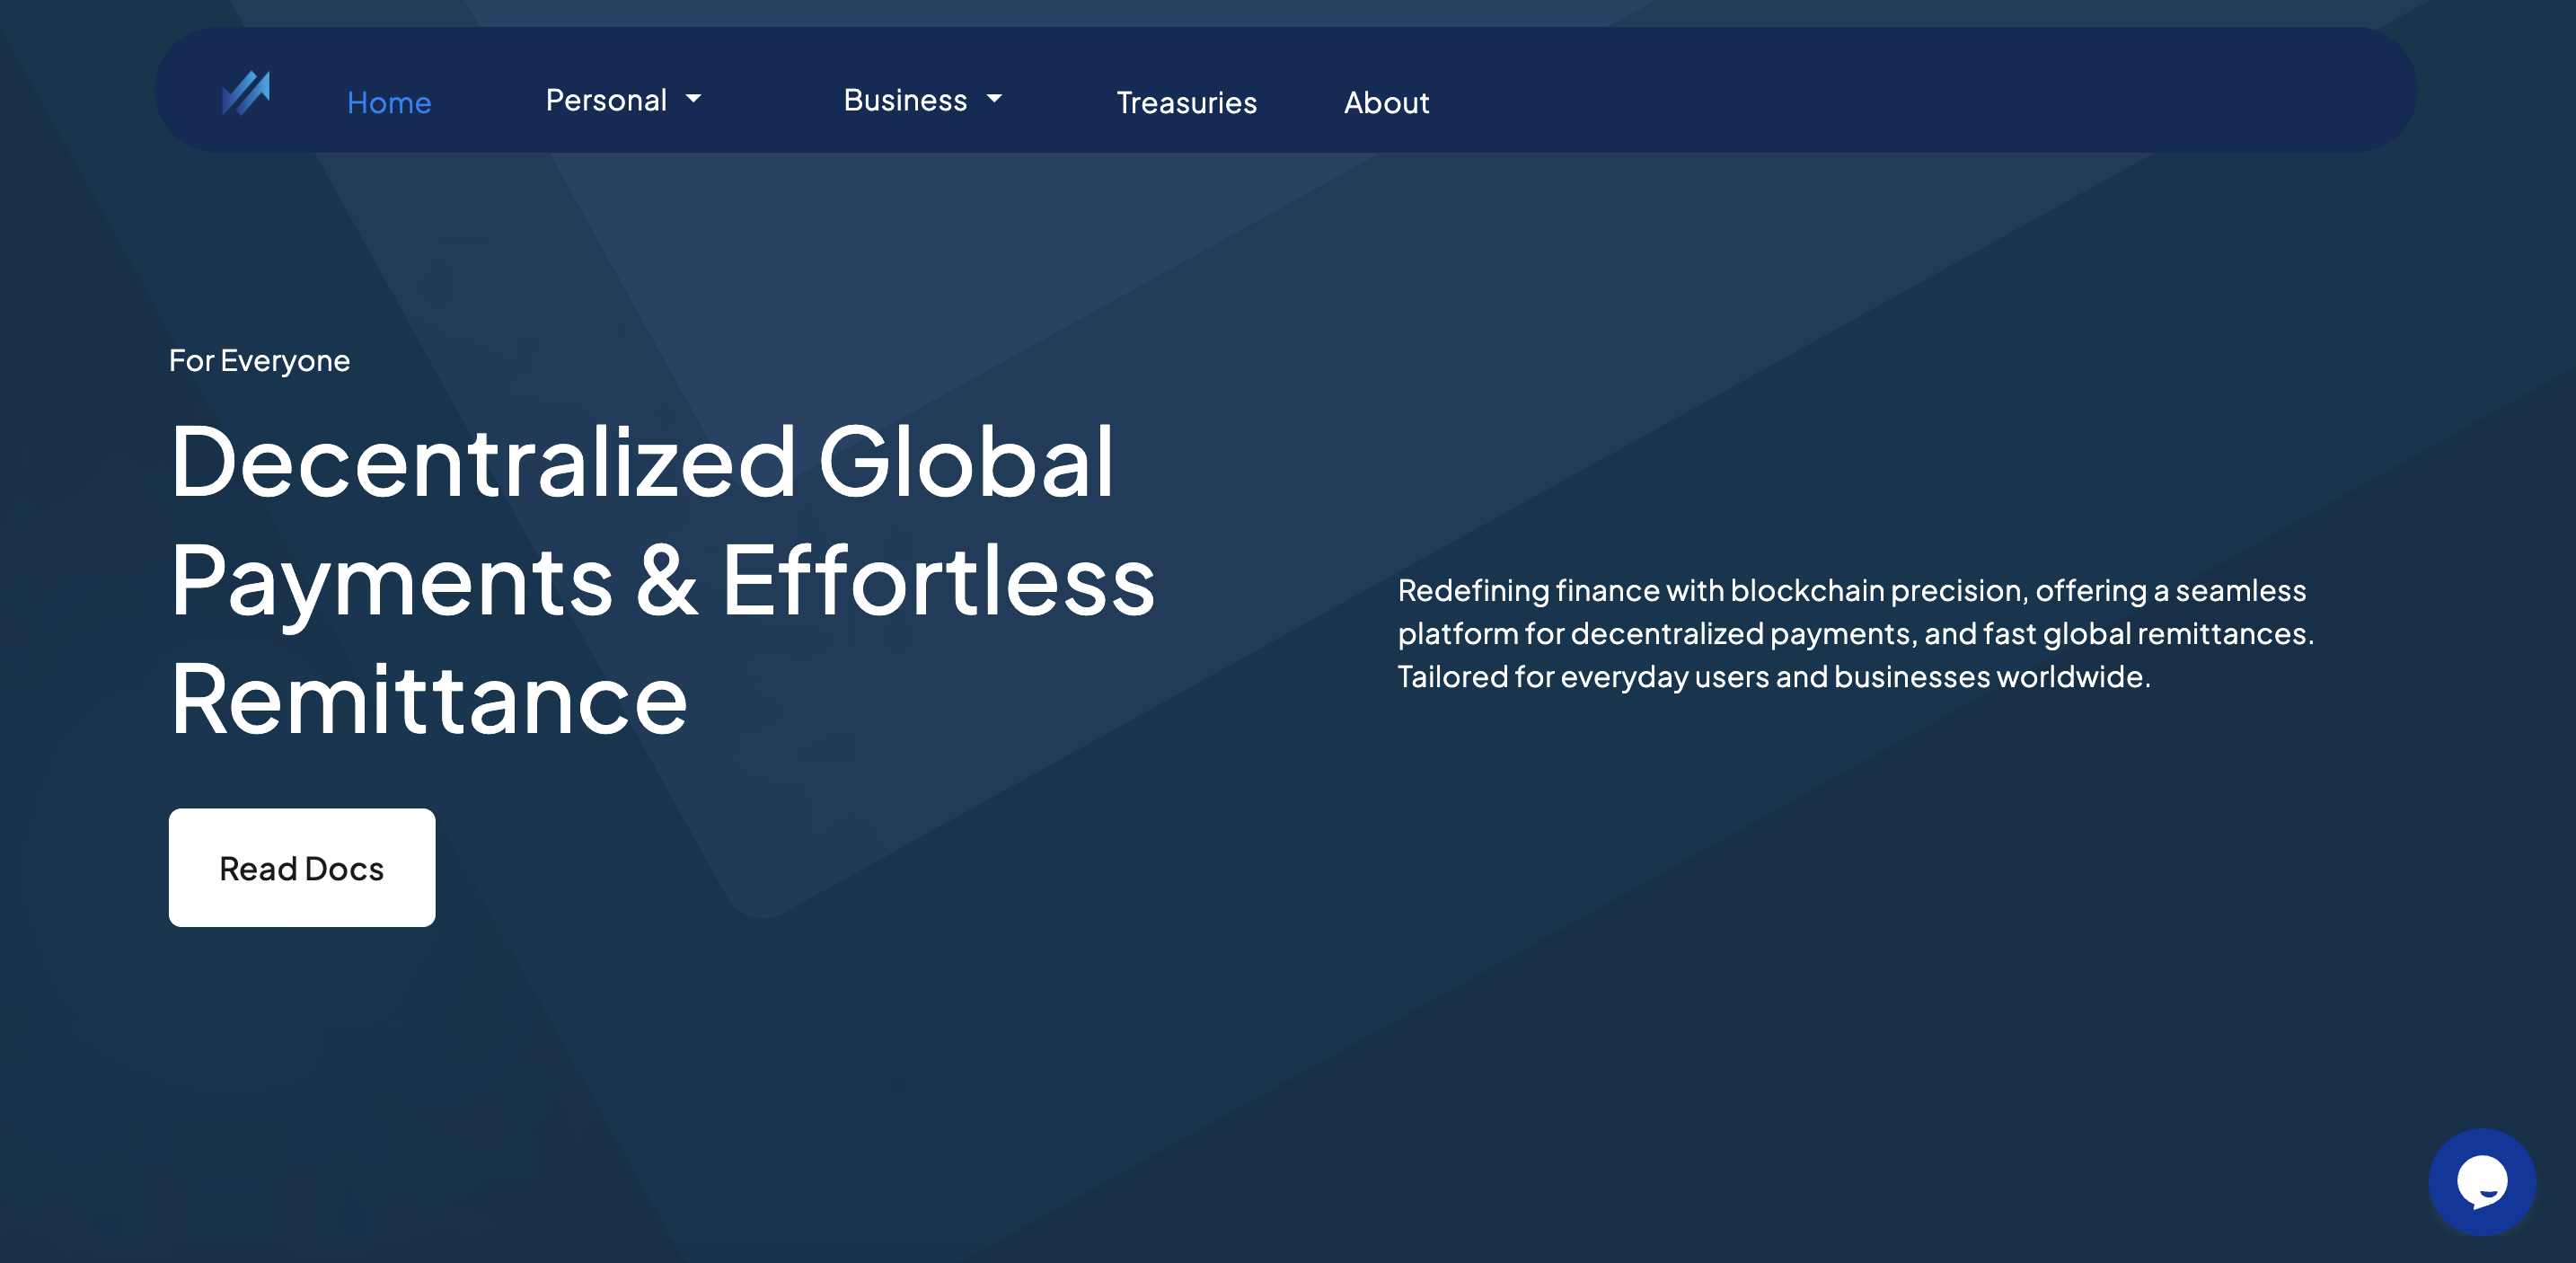 Home
Personal
Business
Treasuries
About
For Everyone
Decentralized Global
Payments & Effortless
Remittance
Redefining finance with blockchain precision, offering a seamless
platform for decentralized payments, and fast global remittances.
Tailored for everyday users and businesses worldwide.
Read Docs